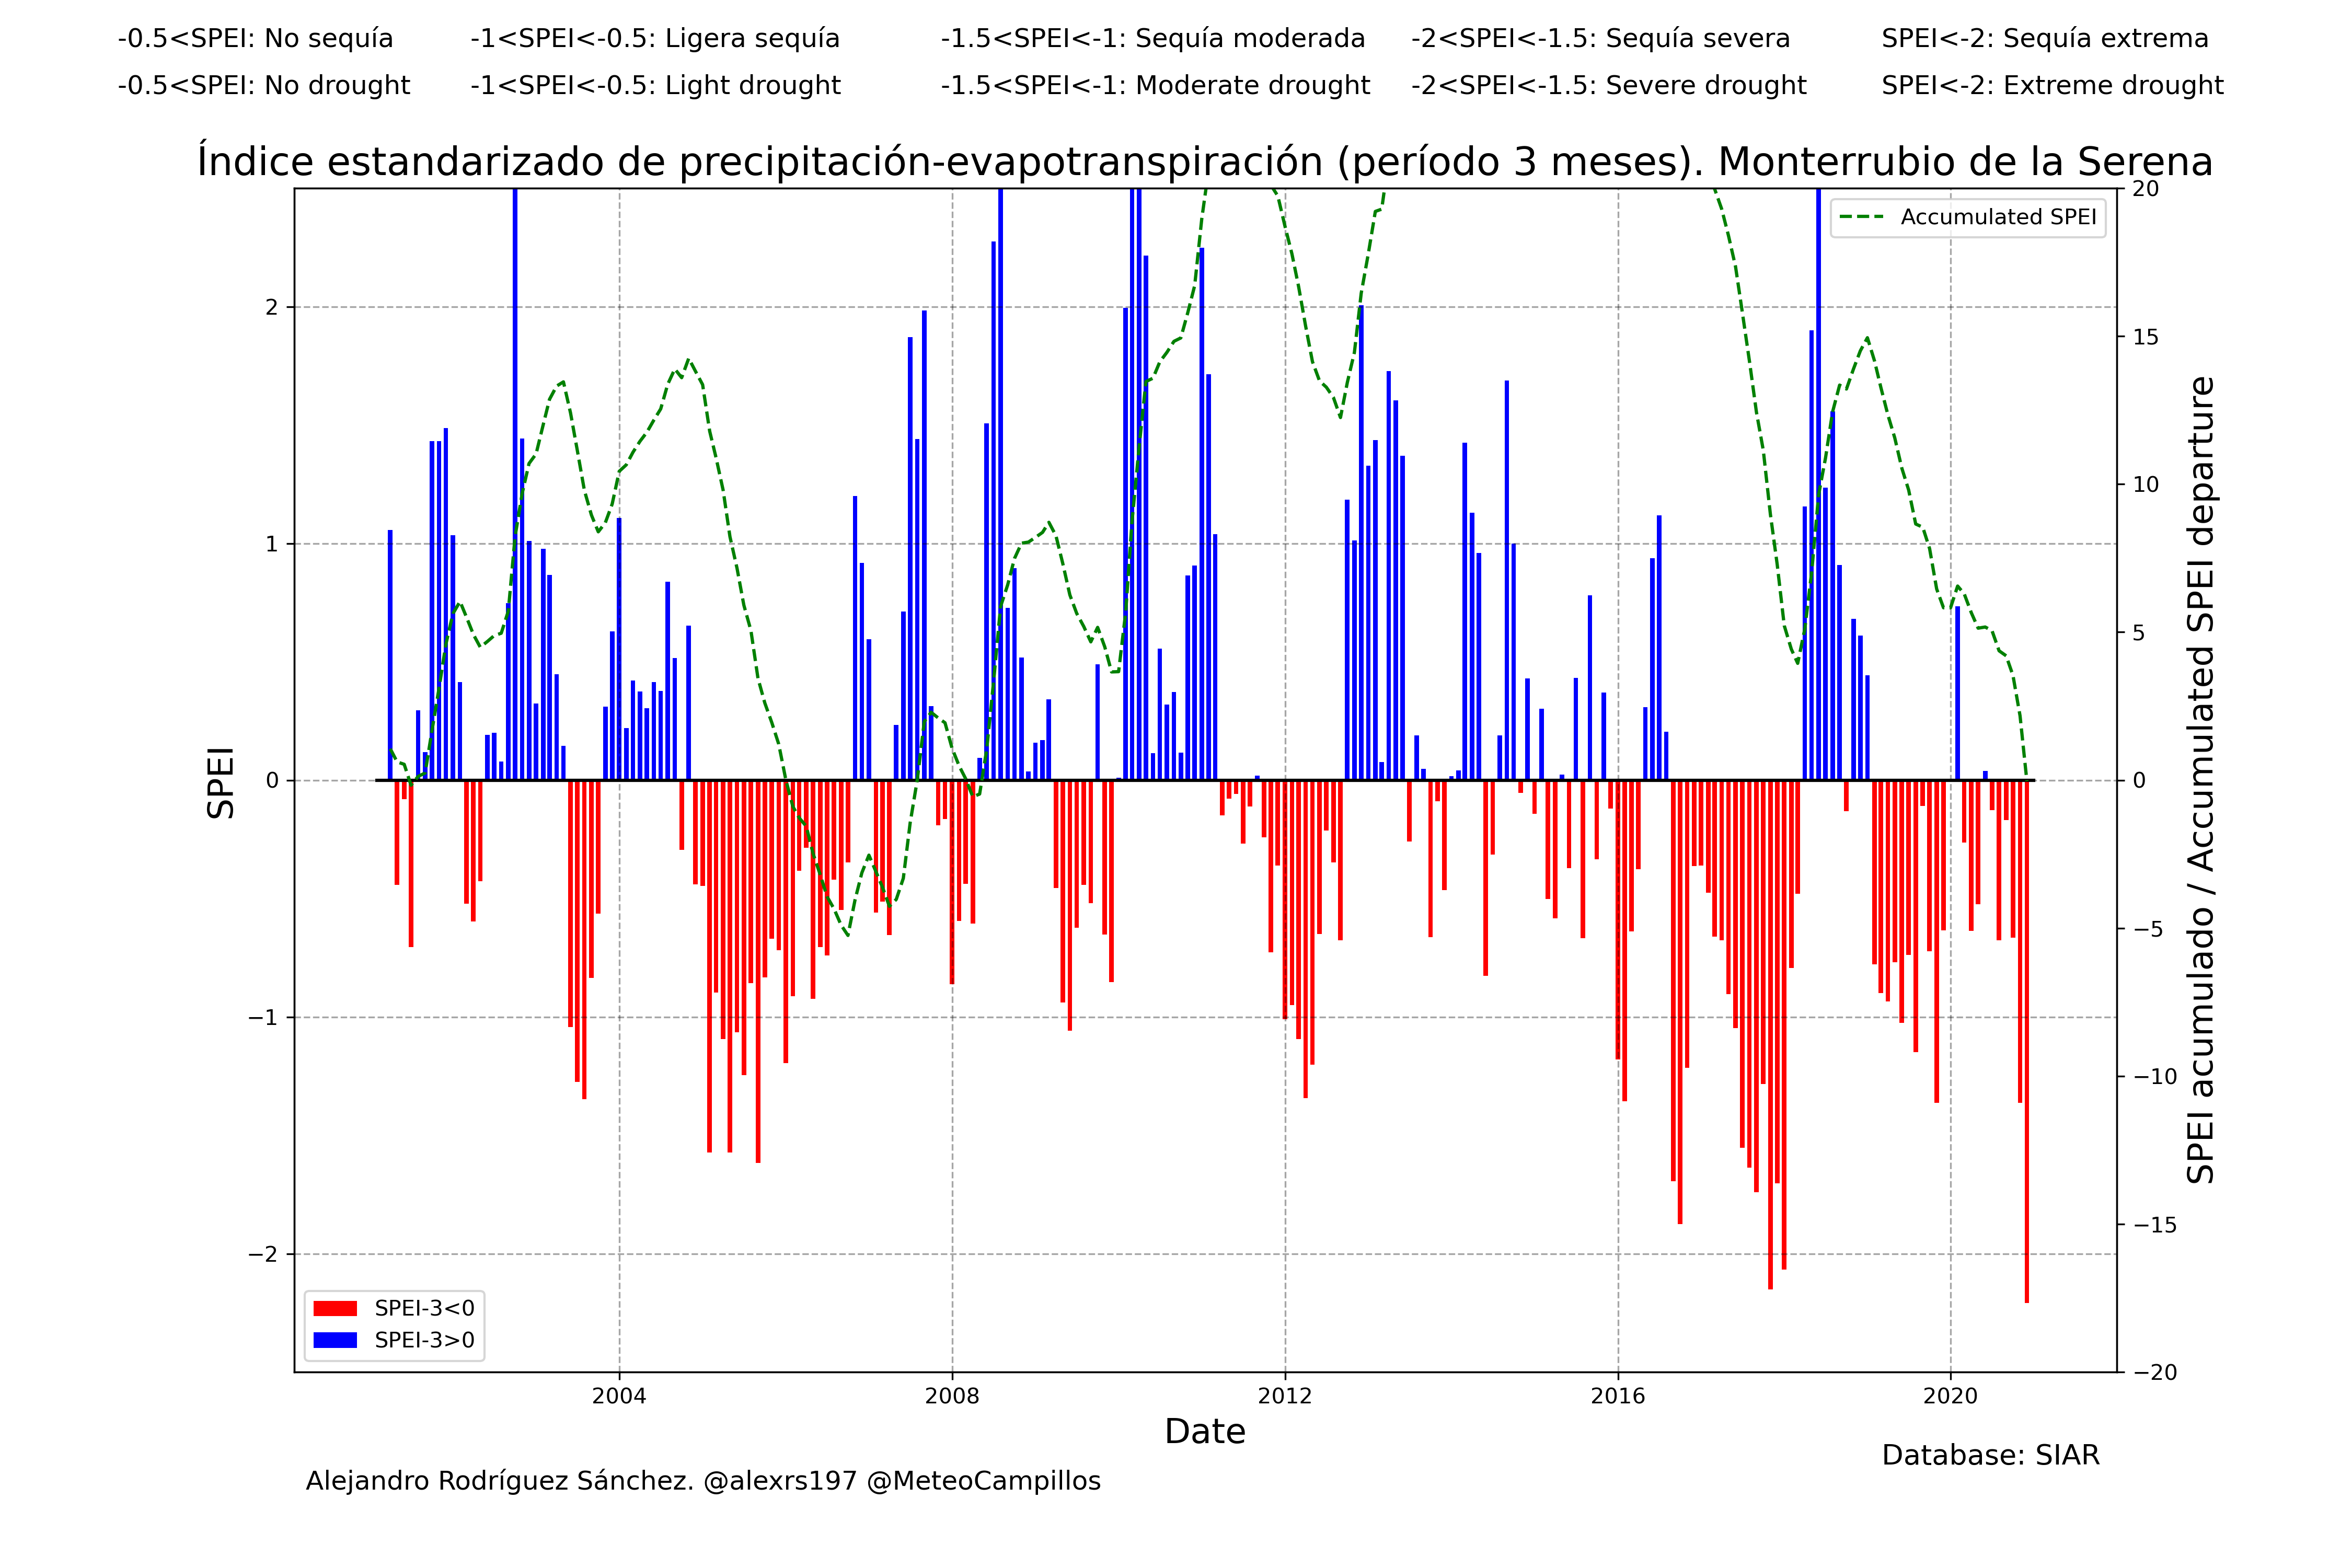 -0.5<SPEI: No sequía -1<SPEI<-0.5: Ligera sequía -1.5<SPEI<-1: Sequía moderada -2<SPEI<-1.5: Sequía severa SPEI<-2: Sequía extrema
-0.5<SPEI: No drought -1<SPEI<-0.5: Light drought -1.5<SPEI<-1: Moderate drought -2<SPEI<-1.5: Severe drought SPEI<-2: Extreme drought
Índice estandarizado de precipitación-evapotranspiración (período 3 meses). Monterrubio de la Serena
Accumulated SPEI
SPEI
2
1
0
−1
−2
20
15
10
5
0
−5
−10
−15
−20
SPEI acumulado / Accumulated SPEI departure
SPEI-3<0
SPEI-3>0
2004 2008 2012 2016 2020
Date
Database: SIAR
Alejandro Rodríguez Sánchez. @alexrs197 @MeteoCampillos